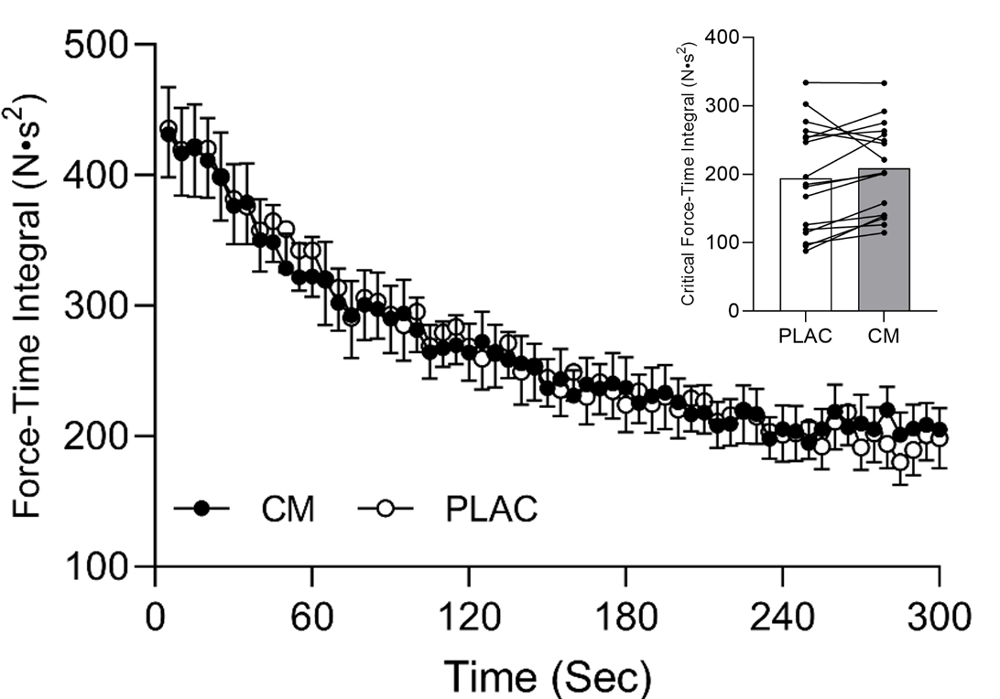 Force-Time Integral (N•s²)
500
400
300
200
100
0 60 120 180 240 300
Time (Sec)
CM PLAC
Critical Force-Time Integral (N•s²)
400
300
200
100
0
PLAC CM